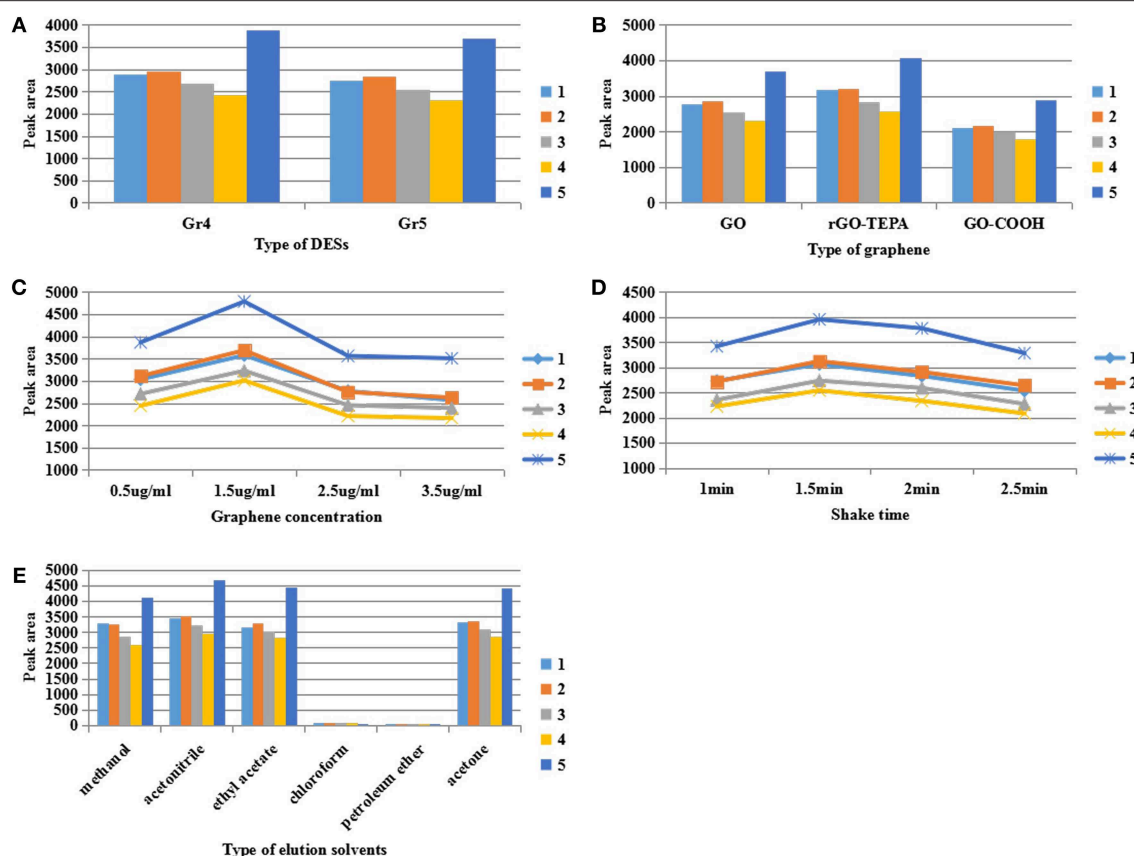 A
Peak area
4000
3500
3000
2500
2000
1500
1000
500
0
Gr4 Gr5
Type of DESs
1
2
3
4
5
B
Peak area
5000
4000
3000
2000
1000
0
GO rGO-TEPA GO-COOH
Type of graphene
1
2
3
4
5
C
Peak area
5000
4500
4000
3500
3000
2500
2000
1500
1000
0.5ug/ml 1.5ug/ml 2.5ug/ml 3.5ug/ml
Graphene concentration
1
2
3
4
5
D
Peak area
4500
4000
3500
3000
2500
2000
1500
1000
1min 1.5min 2min 2.5min
Shake time
1
2
3
4
5
E
Peak area
5000
4500
4000
3500
3000
2500
2000
1500
1000
500
0
methanol
acetonitrile
ethyl acetate
chloroform
petroleum ether
acetone
Type of elution solvents
1
2
3
4
5